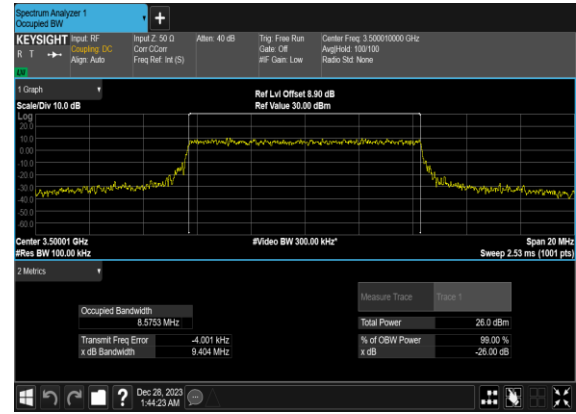 Spectrum Analyzer 1
Occupied BW
KEYSIGHT Input: RF Input Z: 50 Ω Atten: 40 dB Trig: Free Run Center Freq: 3.500010000 GHz
R T Coupling: DC Corr CCorr Gate: Off Avg|Hold: 100/100
Align: Auto Freq Ref: Int (S) #IF Gain: Low Radio Std: None
LXI
1 Graph
Ref Lvl Offset 8.90 dB
Scale/Div 10.0 dB Ref Value 30.00 dBm
Log
20.0
10.0
0.00
-10.0
-20.0
-30.0
-40.0
-50.0
-60.0
Center 3.50001 GHz #Video BW 300.00 kHz* Span 20 MHz
#Res BW 100.00 kHz Sweep 2.53 ms (1001 pts)
2 Metrics
Measure Trace Trace 1
Occupied Bandwidth
8.5753 MHz
Total Power 26.0 dBm
Transmit Freq Error -4.001 kHz % of OBW Power 99.00 %
x dB Bandwidth 9.404 MHz x dB -26.00 dB
?
Dec 28, 2023
1:44:23 AM